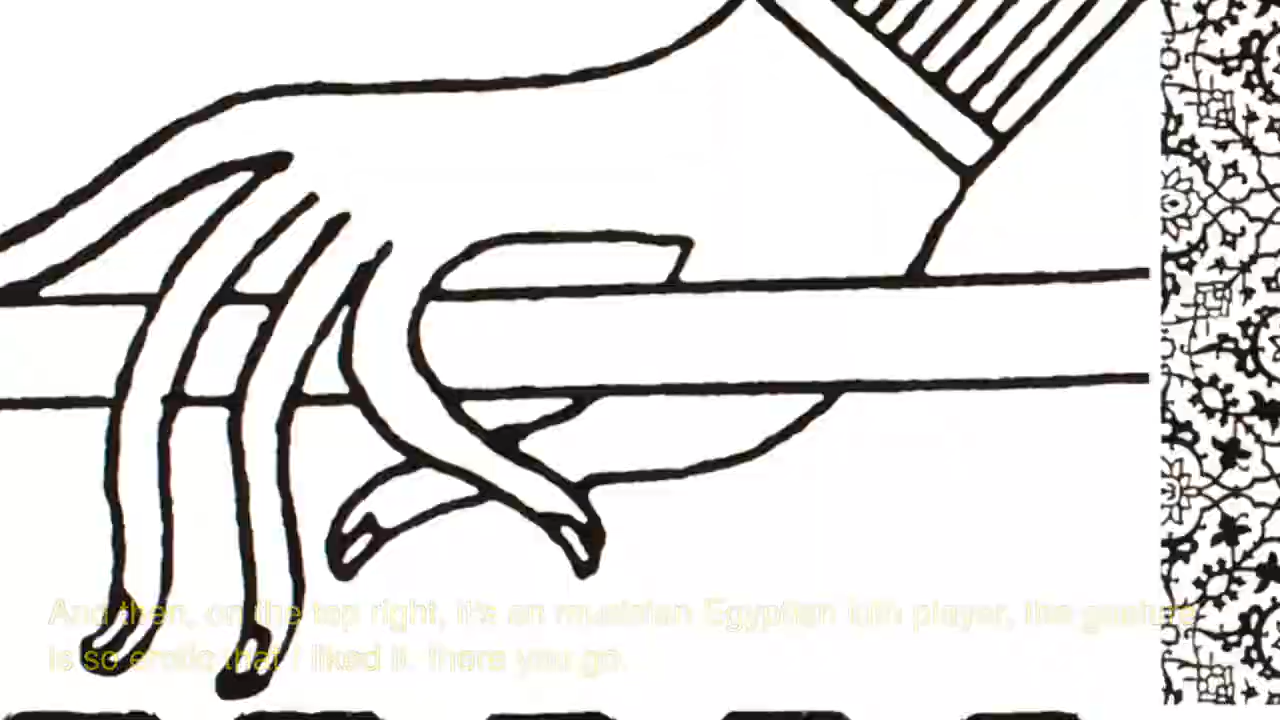 And then, on the top right, it's an musician Egyptian luth player, the gesture
is so erotic that I liked it. there you go.